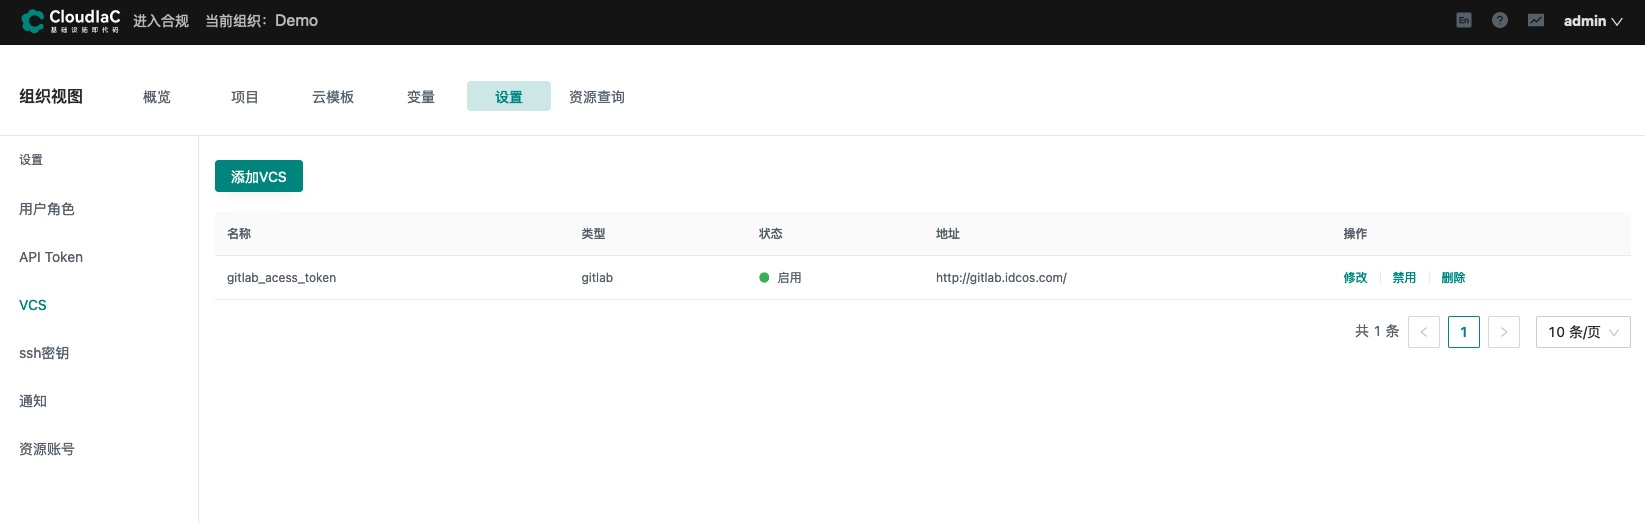 CloudIaC 进入合规 当前组织：Demo En admin
基础设施即代码
组织视图 概览 项目 云模板 变量 设置 资源查询
设置
用户角色
API Token
VCS
ssh密钥
通知
资源账号
添加VCS
名称 类型 状态 地址 操作
gitlab_acess_token gitlab 启用 http://gitlab.idcos.com/ 修改 禁用 删除
共 1 条 < 1 > 10 条/页